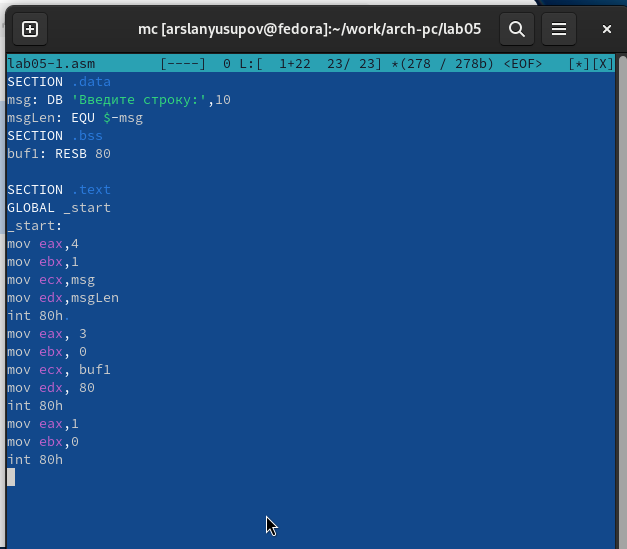 mc [arslanyusupov@fedora]:~/work/arch-pc/lab05
lab05-1.asm [----] 0 L:[ 1+22 23/ 23] *(278 / 278b) <EOF> [*][X]
SECTION .data
msg: DB 'Введите строку:',10
msgLen: EQU $-msg
SECTION .bss
buf1: RESB 80
SECTION .text
GLOBAL _start
_start:
mov eax,4
mov ebx,1
mov ecx,msg
mov edx,msgLen
int 80h.
mov eax, 3
mov ebx, 0
mov ecx, buf1
mov edx, 80
int 80h
mov eax,1
mov ebx,0
int 80h